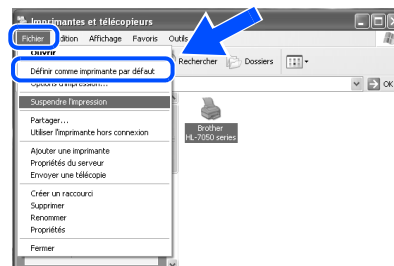 Imprimantes et télécopieurs
Fichier Edition Affichage Favoris Outils
Rechercher Dossiers
OK
Ouvrir
Définir comme imprimante par défaut
Options d'impression...
Suspendre l'impression
Partager...
Utiliser l'imprimante hors connexion
Ajouter une imprimante
Propriétés du serveur
Envoyer une télécopie
Créer un raccourci
Supprimer
Renommer
Propriétés
Fermer
Brother
HL-7050 series